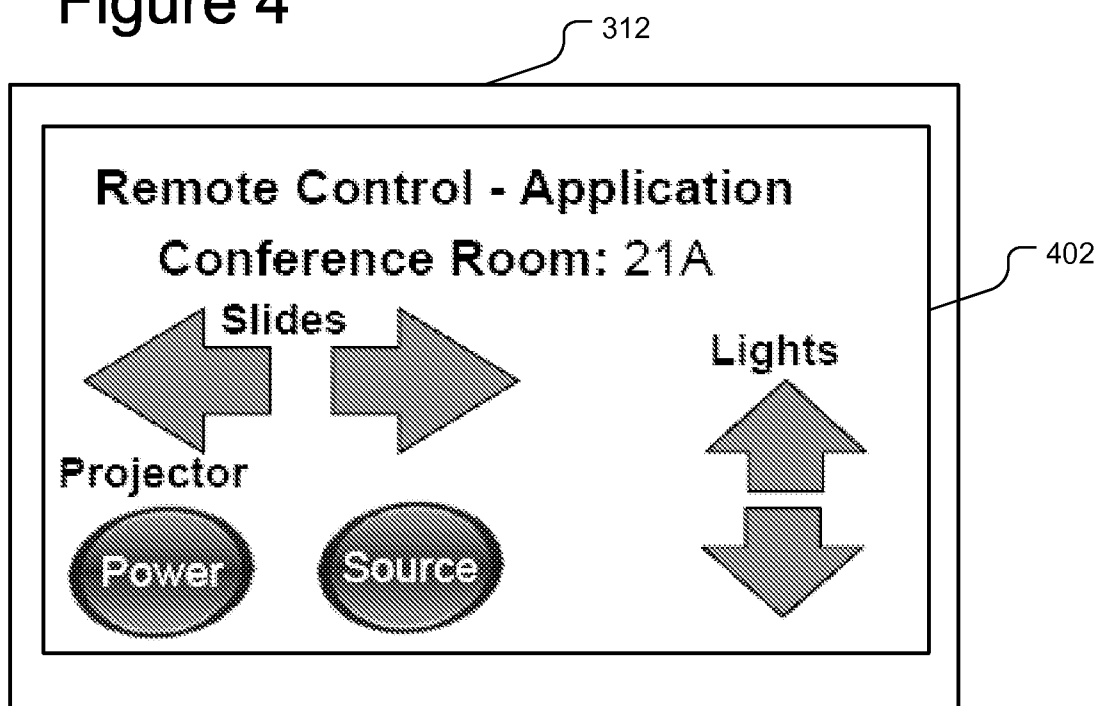 Figure 4
312
Remote Control - Application
Conference Room: 21A
402
Slides
Lights
Projector
Power
Source